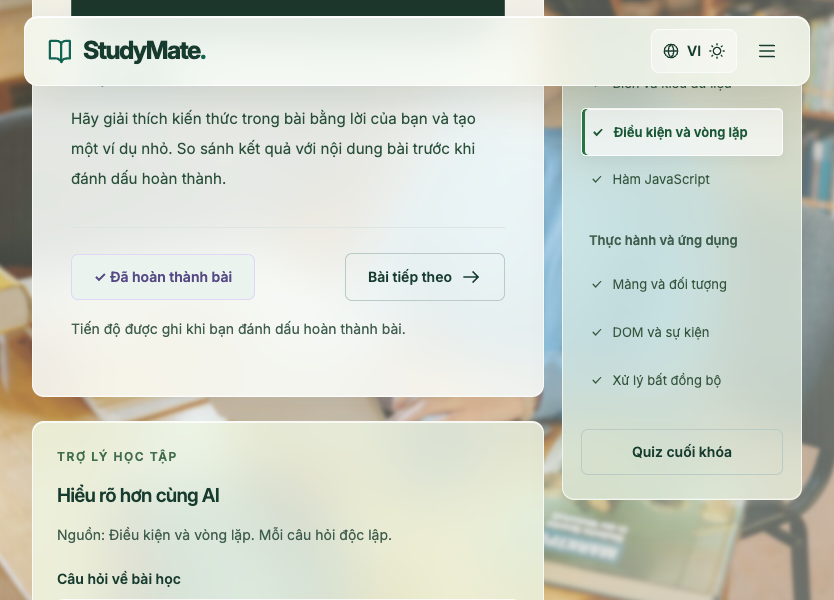 StudyMate.
VI
Hãy giải thích kiến thức trong bài bằng lời của bạn và tạo
một ví dụ nhỏ. So sánh kết quả với nội dung bài trước khi
đánh dấu hoàn thành.
✓ Đã hoàn thành bài
Bài tiếp theo →
Tiến độ được ghi khi bạn đánh dấu hoàn thành bài.
TRỢ LÝ HỌC TẬP
Hiểu rõ hơn cùng AI
Nguồn: Điều kiện và vòng lặp. Mỗi câu hỏi độc lập.
Câu hỏi về bài học
✓ Điều kiện và vòng lặp
✓ Hàm JavaScript
Thực hành và ứng dụng
✓ Mảng và đối tượng
✓ DOM và sự kiện
✓ Xử lý bất đồng bộ
Quiz cuối khóa